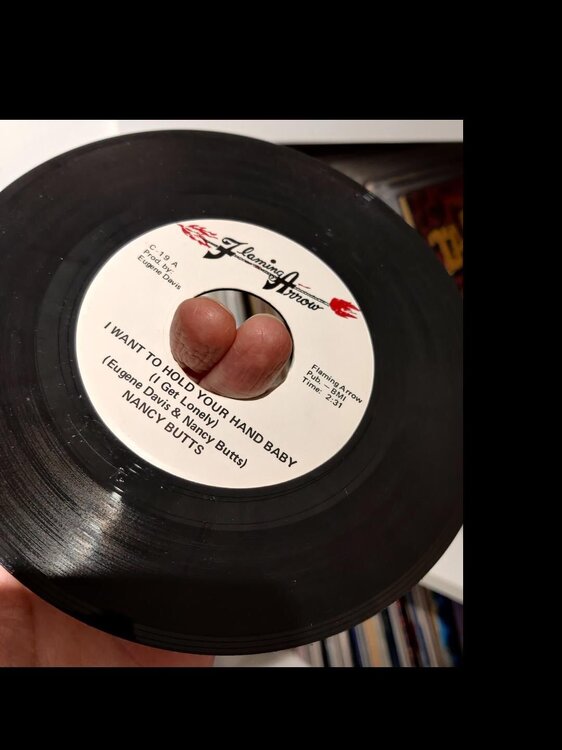 Flaming Arrow
C-19 A
Prod. by:
Eugene Davis
Flaming Arrow
Pub. - BMI
Time: 2:31
I WANT TO HOLD YOUR HAND BABY
(I Get Lonely)
(Eugene Davis & Nancy Butts)
NANCY BUTTS